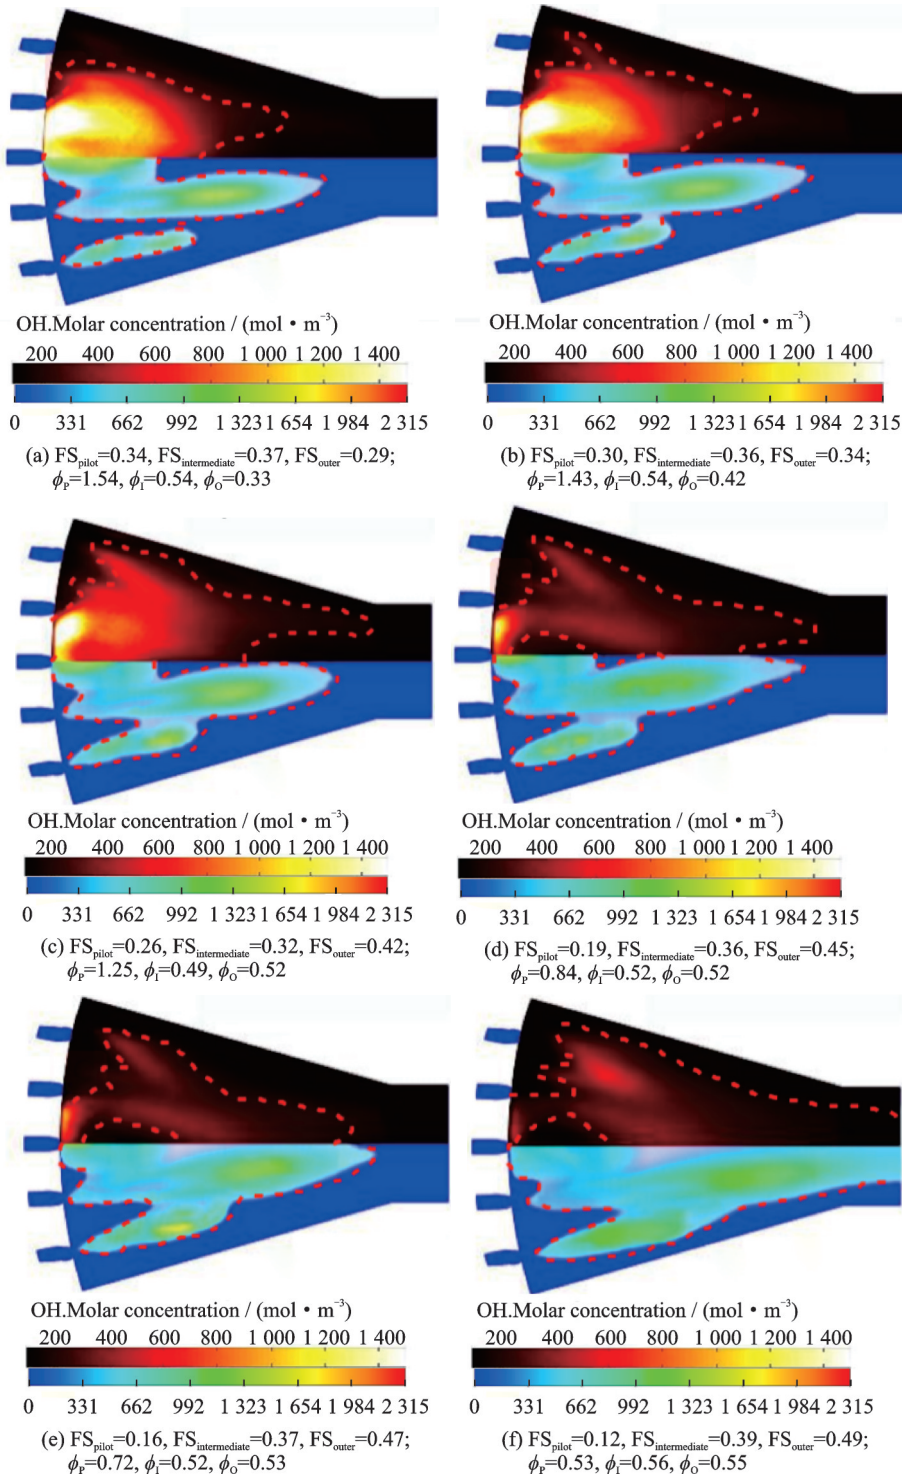 OH.Molar concentration / (mol · m⁻³)
200 400 600 800 1 000 1 200 1 400
0 331 662 992 1 323 1 654 1 984 2 315
(a) FSpilot=0.34, FSintermediate=0.37, FSouter=0.29;
ϕP=1.54, ϕI=0.54, ϕO=0.33
OH.Molar concentration / (mol · m⁻³)
200 400 600 800 1 000 1 200 1 400
0 331 662 992 1 323 1 654 1 984 2 315
(b) FSpilot=0.30, FSintermediate=0.36, FSouter=0.34;
ϕP=1.43, ϕI=0.54, ϕO=0.42
OH.Molar concentration / (mol · m⁻³)
200 400 600 800 1 000 1 200 1 400
0 331 662 992 1 323 1 654 1 984 2 315
(c) FSpilot=0.26, FSintermediate=0.32, FSouter=0.42;
ϕP=1.25, ϕI=0.49, ϕO=0.52
OH.Molar concentration / (mol · m⁻³)
200 400 600 800 1 000 1 200 1 400
0 331 662 992 1 323 1 654 1 984 2 315
(d) FSpilot=0.19, FSintermediate=0.36, FSouter=0.45;
ϕP=0.84, ϕI=0.52, ϕO=0.52
OH.Molar concentration / (mol · m⁻³)
200 400 600 800 1 000 1 200 1 400
0 331 662 992 1 323 1 654 1 984 2 315
(e) FSpilot=0.16, FSintermediate=0.37, FSouter=0.47;
ϕP=0.72, ϕI=0.52, ϕO=0.53
OH.Molar concentration / (mol · m⁻³)
200 400 600 800 1 000 1 200 1 400
0 331 662 992 1 323 1 654 1 984 2 315
(f) FSpilot=0.12, FSintermediate=0.39, FSouter=0.49;
ϕP=0.53, ϕI=0.56, ϕO=0.55